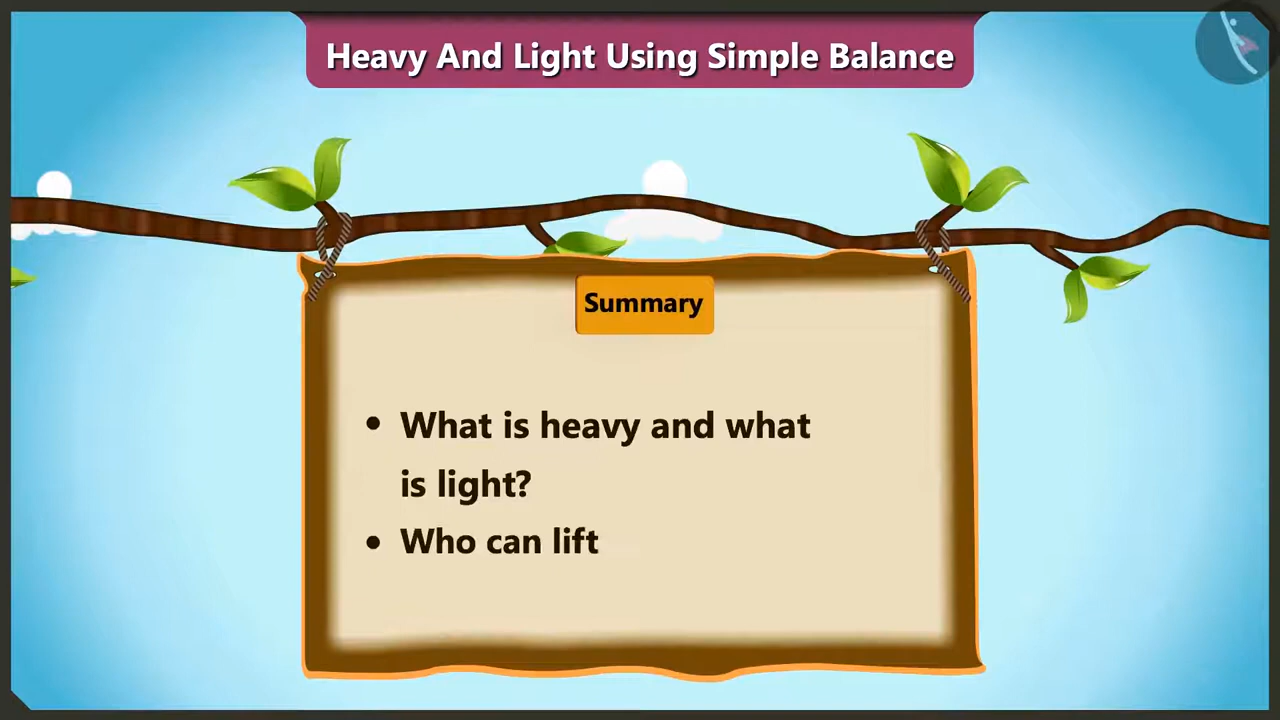 Heavy And Light Using Simple Balance
Summary
• What is heavy and what
is light?
• Who can lift